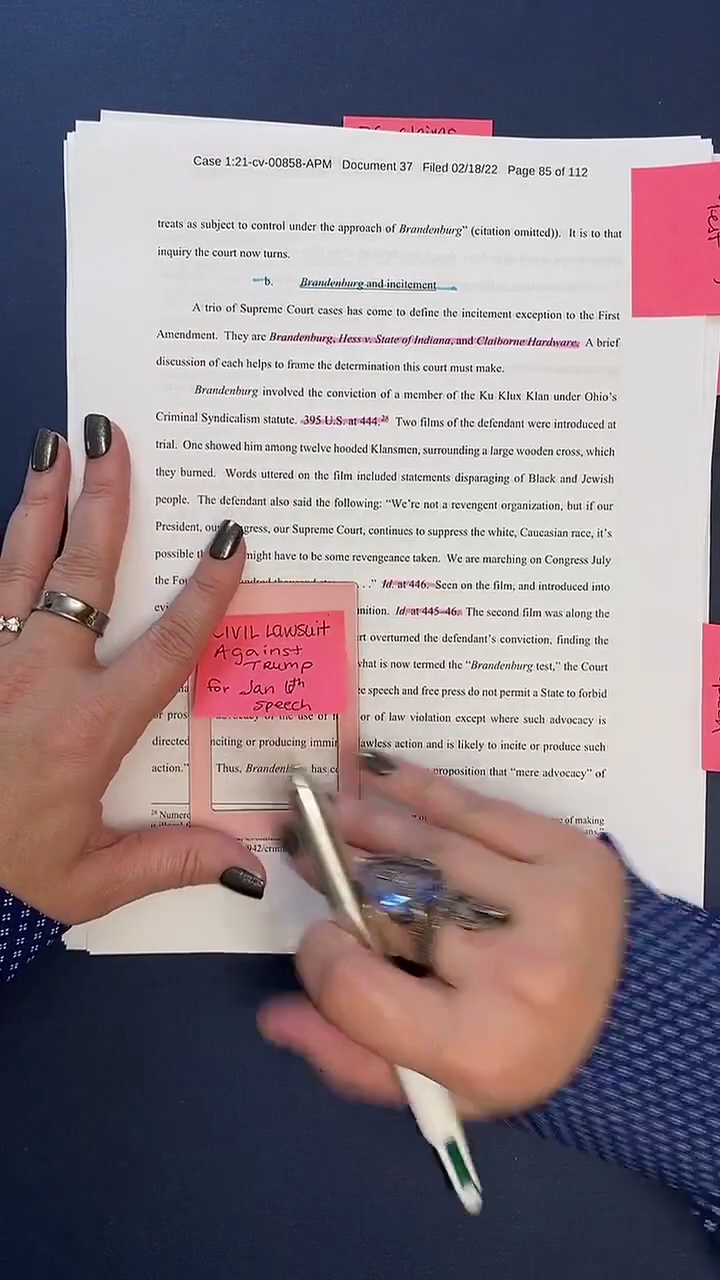 Case 1:21-cv-00858-APM Document 37 Filed 02/18/22 Page 85 of 112
treats as subject to control under the approach of Brandenburg” (citation omitted)). It is to that
inquiry the court now turns.
b. Brandenburg and incitement
A trio of Supreme Court cases has come to define the incitement exception to the First
Amendment. They are Brandenburg, Hess v. State of Indiana, and Claiborne Hardware. A brief
discussion of each helps to frame the determination this court must make.
Brandenburg involved the conviction of a member of the Ku Klux Klan under Ohio’s
Criminal Syndicalism statute. 395 U.S. at 444.28 Two films of the defendant were introduced at
trial. One showed him among twelve hooded Klansmen, surrounding a large wooden cross, which
they burned. Words uttered on the film included statements disparaging of Black and Jewish
people. The defendant also said the following: “We’re not a revengent organization, but if our
President, our Congress, our Supreme Court, continues to suppress the white, Caucasian race, it’s
possible might have to be some revengeance taken. We are marching on Congress July
the ..” Id. at 446. Seen on the film, and introduced into
Id. at 445–46. The second film was along the
CIVIL LAWSUIT
Against
Trump
for Jan 6th
speech
overturned the defendant’s conviction, finding the
what is now termed the “Brandenburg test,” the Court
speech and free press do not permit a State to forbid
or of law violation except where such advocacy is
directed inciting or producing lawless action and is likely to incite or produce such
action.” Thus, has proposition that “mere advocacy” of
28 of making